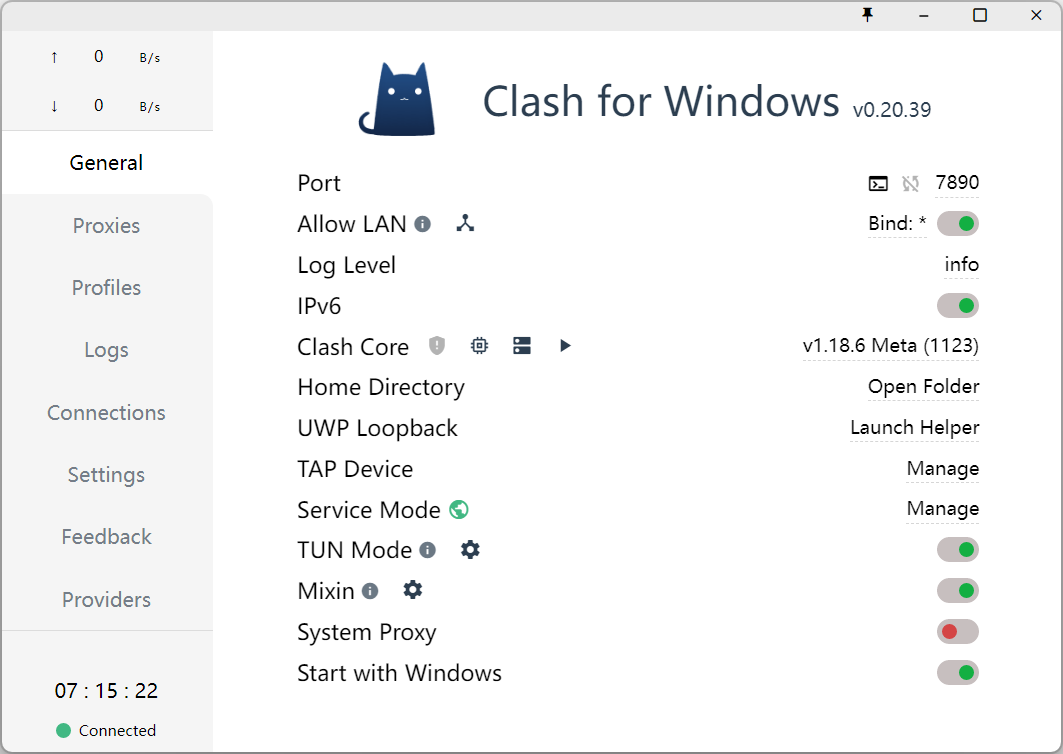 ↑ 0 B/s
↓ 0 B/s
General
Proxies
Profiles
Logs
Connections
Settings
Feedback
Providers
07 : 15 : 22
Connected
Clash for Windows v0.20.39
Port 7890
Allow LAN Bind: *
Log Level info
IPv6
Clash Core v1.18.6 Meta (1123)
Home Directory Open Folder
UWP Loopback Launch Helper
TAP Device Manage
Service Mode Manage
TUN Mode
Mixin
System Proxy
Start with Windows